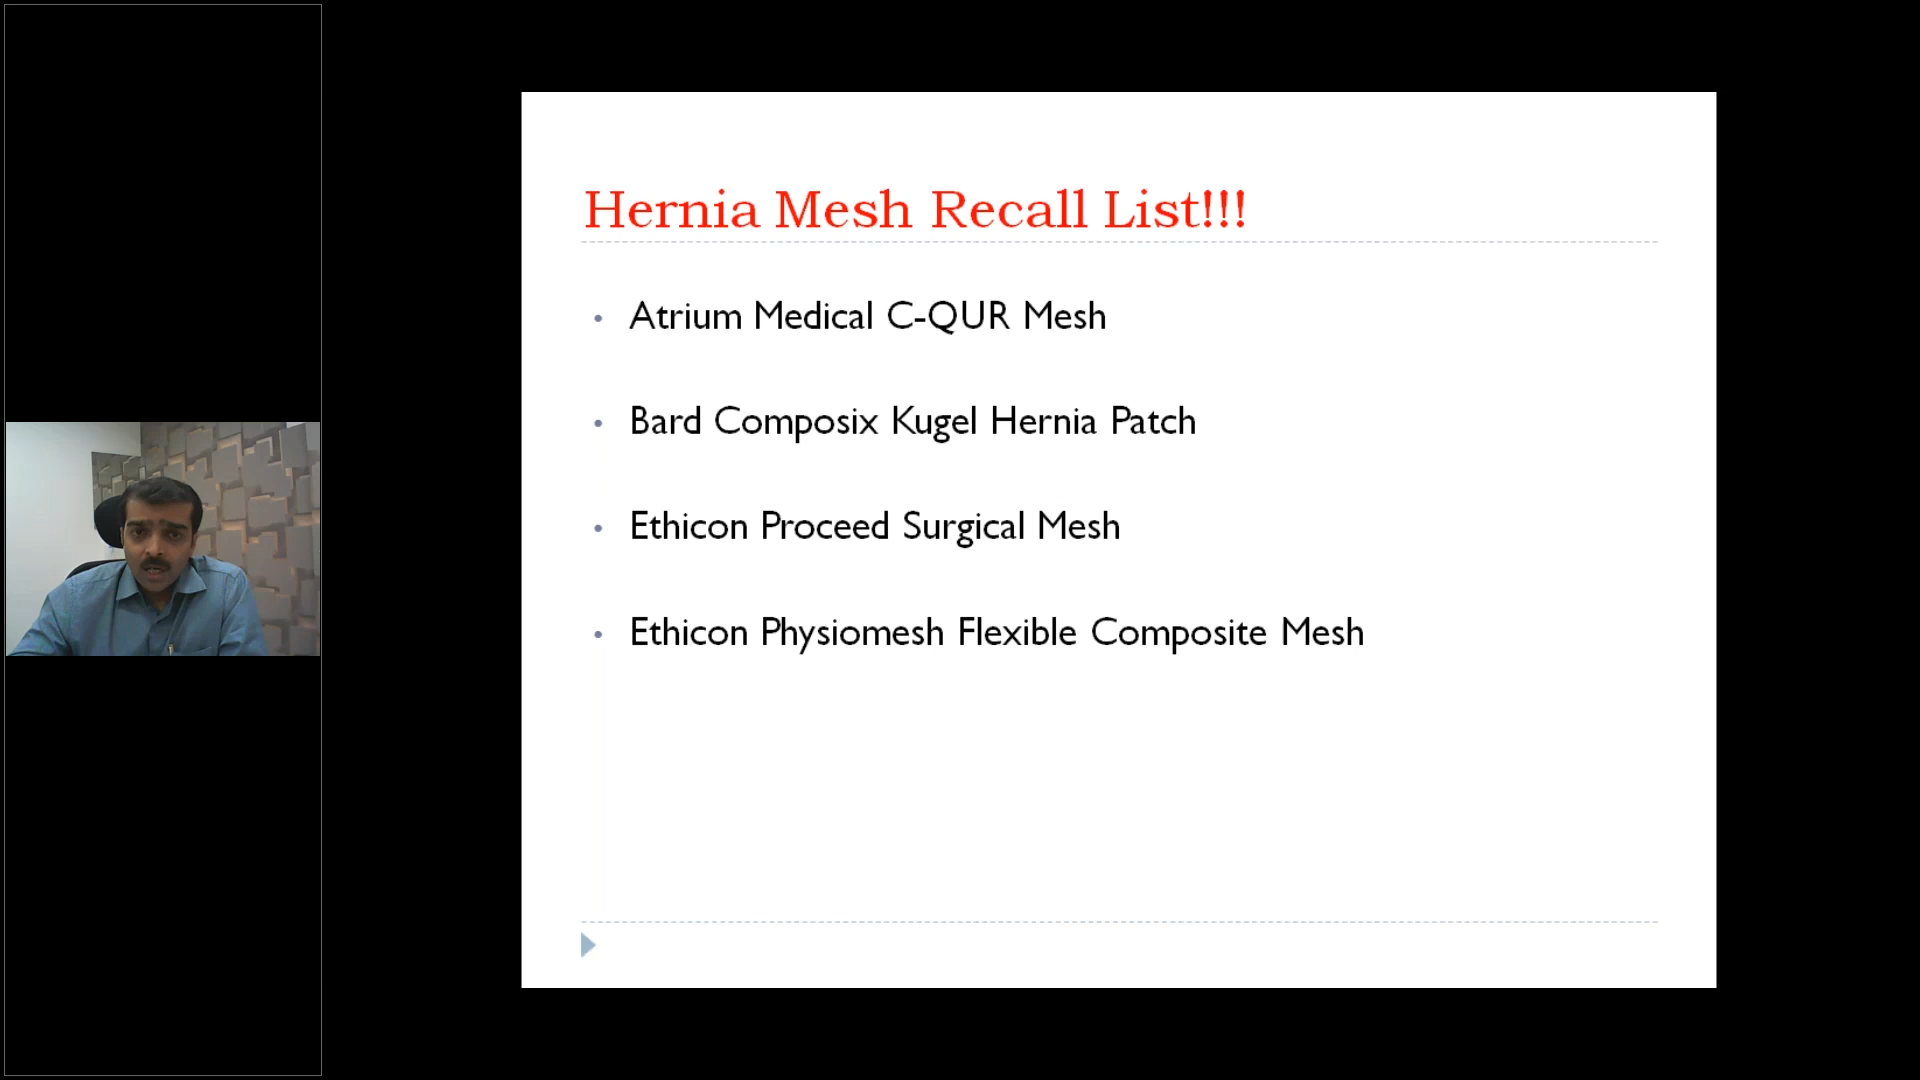 Hernia Mesh Recall List!!!
Atrium Medical C-QUR Mesh
Bard Composix Kugel Hernia Patch
Ethicon Proceed Surgical Mesh
Ethicon Physiomesh Flexible Composite Mesh